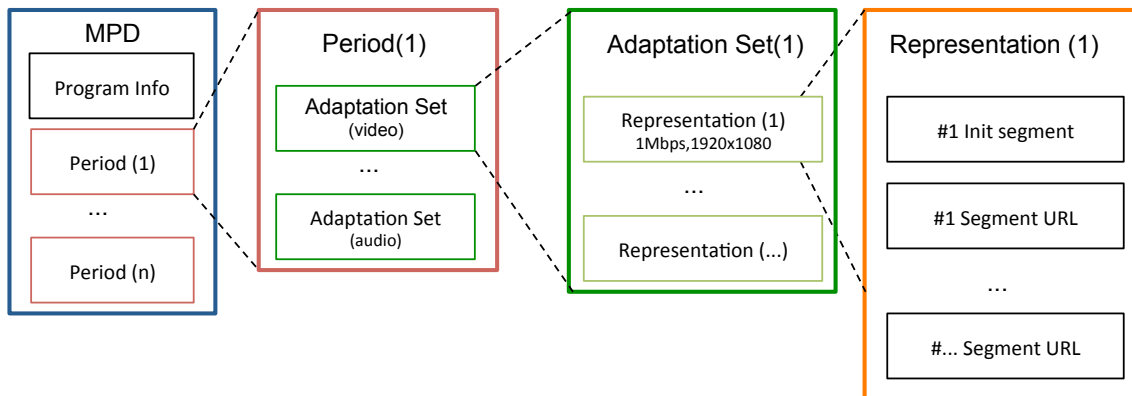 MPD
Program Info
Period (1)
...
Period (n)
Period(1)
Adaptation Set
(video)
...
Adaptation Set
(audio)
Adaptation Set(1)
Representation (1)
1Mbps,1920x1080
...
Representation (...)
Representation (1)
#1 Init segment
#1 Segment URL
...
#... Segment URL